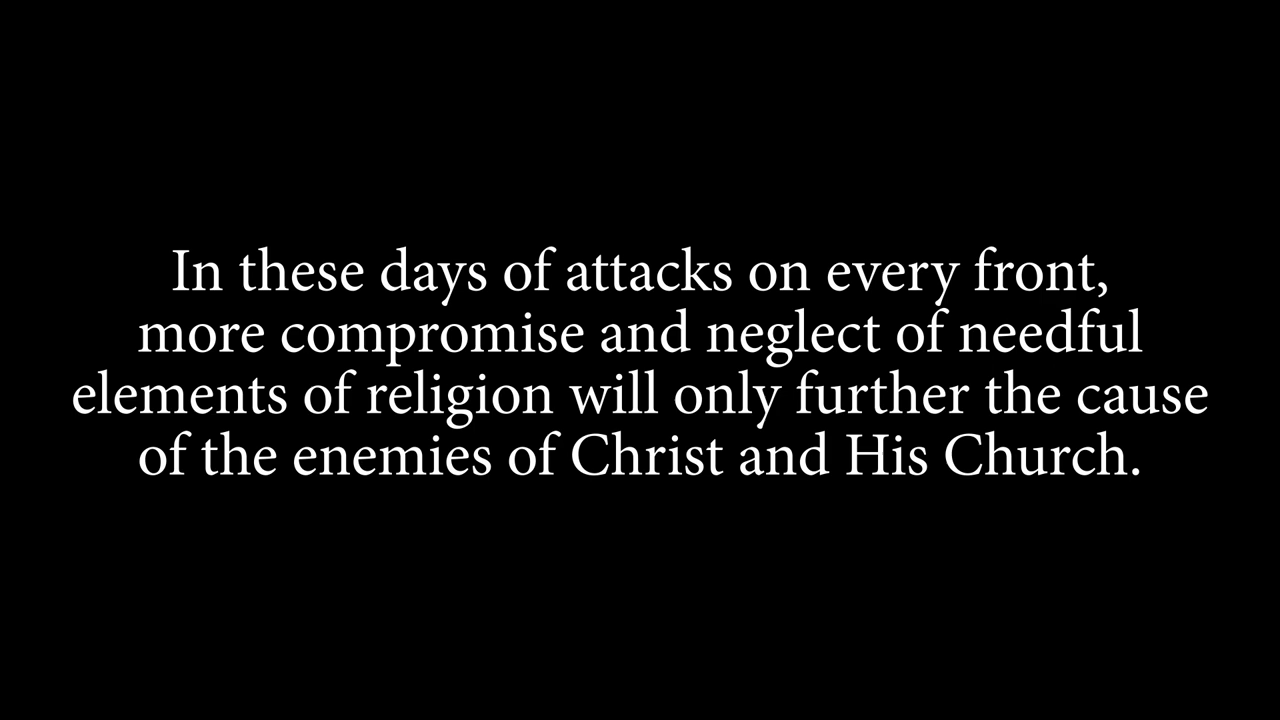 In these days of attacks on every front,
more compromise and neglect of needful
elements of religion will only further the cause
of the enemies of Christ and His Church.